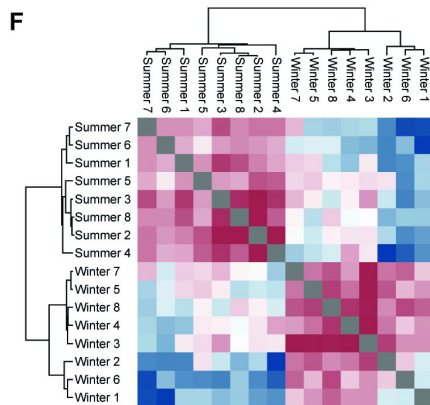 F
Summer 7
Summer 6
Summer 1
Summer 5
Summer 3
Summer 8
Summer 2
Summer 4
Winter 7
Winter 5
Winter 8
Winter 4
Winter 3
Winter 2
Winter 6
Winter 1
Summer 7
Summer 6
Summer 1
Summer 5
Summer 3
Summer 8
Summer 2
Summer 4
Winter 7
Winter 5
Winter 8
Winter 4
Winter 3
Winter 2
Winter 6
Winter 1